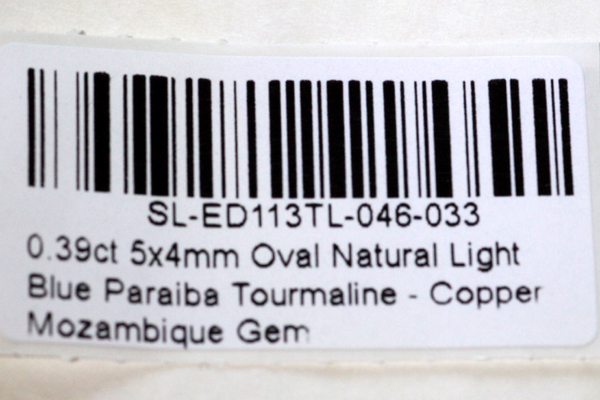 SL-ED113TL-046-033
0.39ct 5x4mm Oval Natural Light
Blue Paraiba Tourmaline - Copper
Mozambique Gem